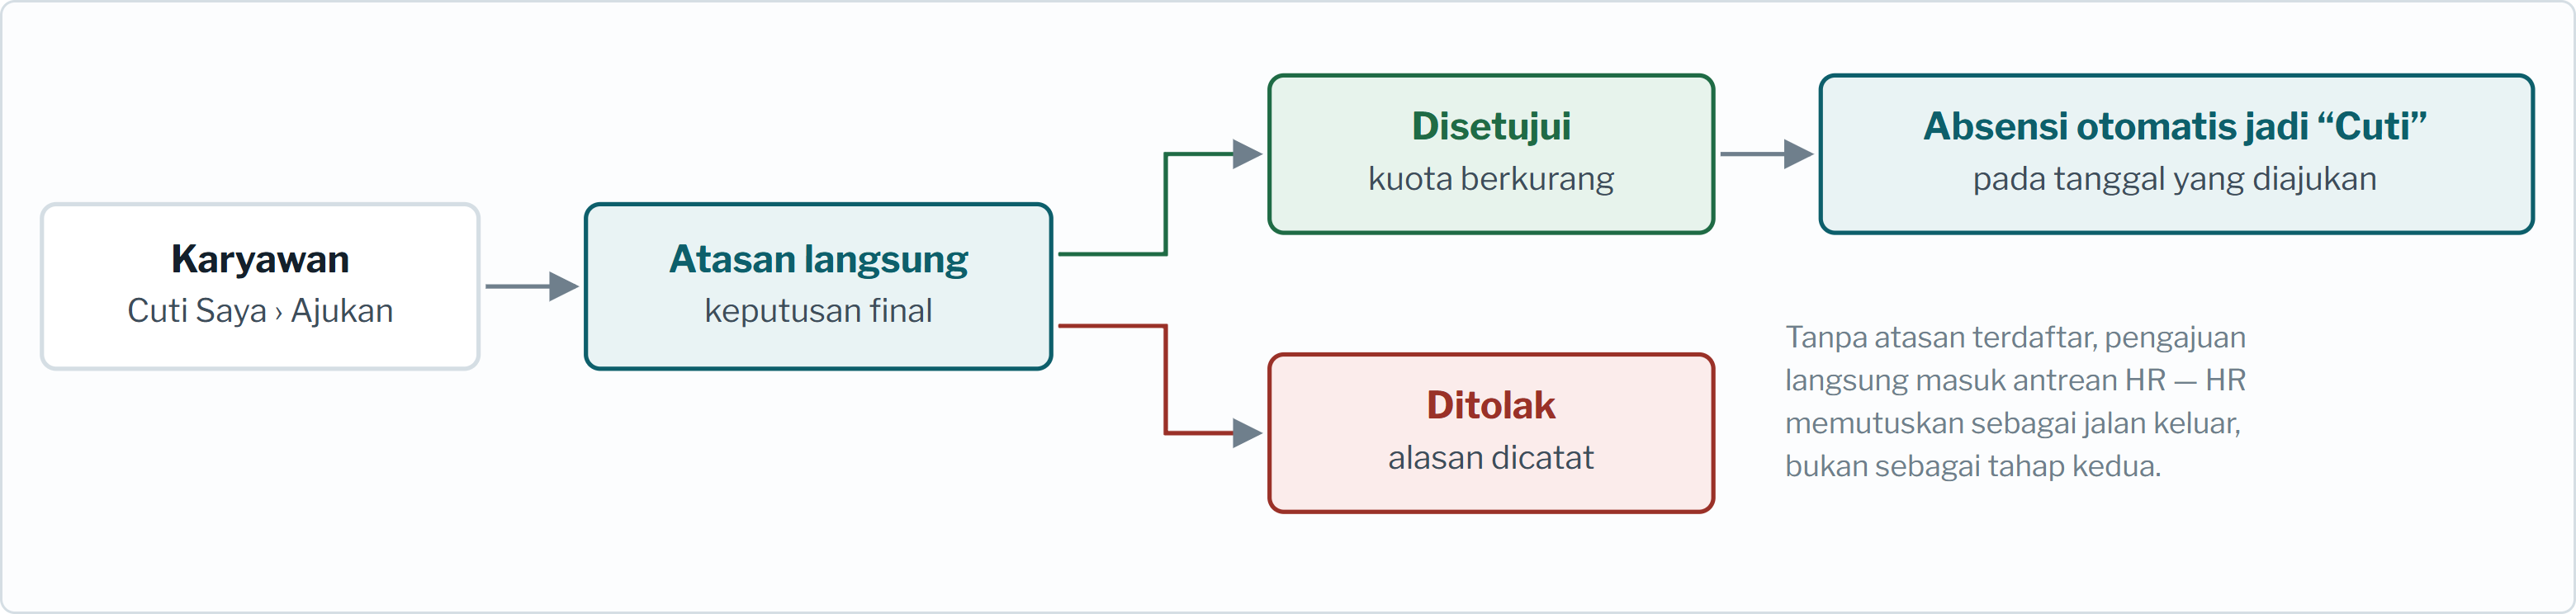 Karyawan
Cuti Saya › Ajukan
Atasan langsung
keputusan final
Disetujui
kuota berkurang
Absensi otomatis jadi “Cuti”
pada tanggal yang diajukan
Ditolak
alasan dicatat
Tanpa atasan terdaftar, pengajuan
langsung masuk antrean HR — HR
memutuskan sebagai jalan keluar,
bukan sebagai tahap kedua.